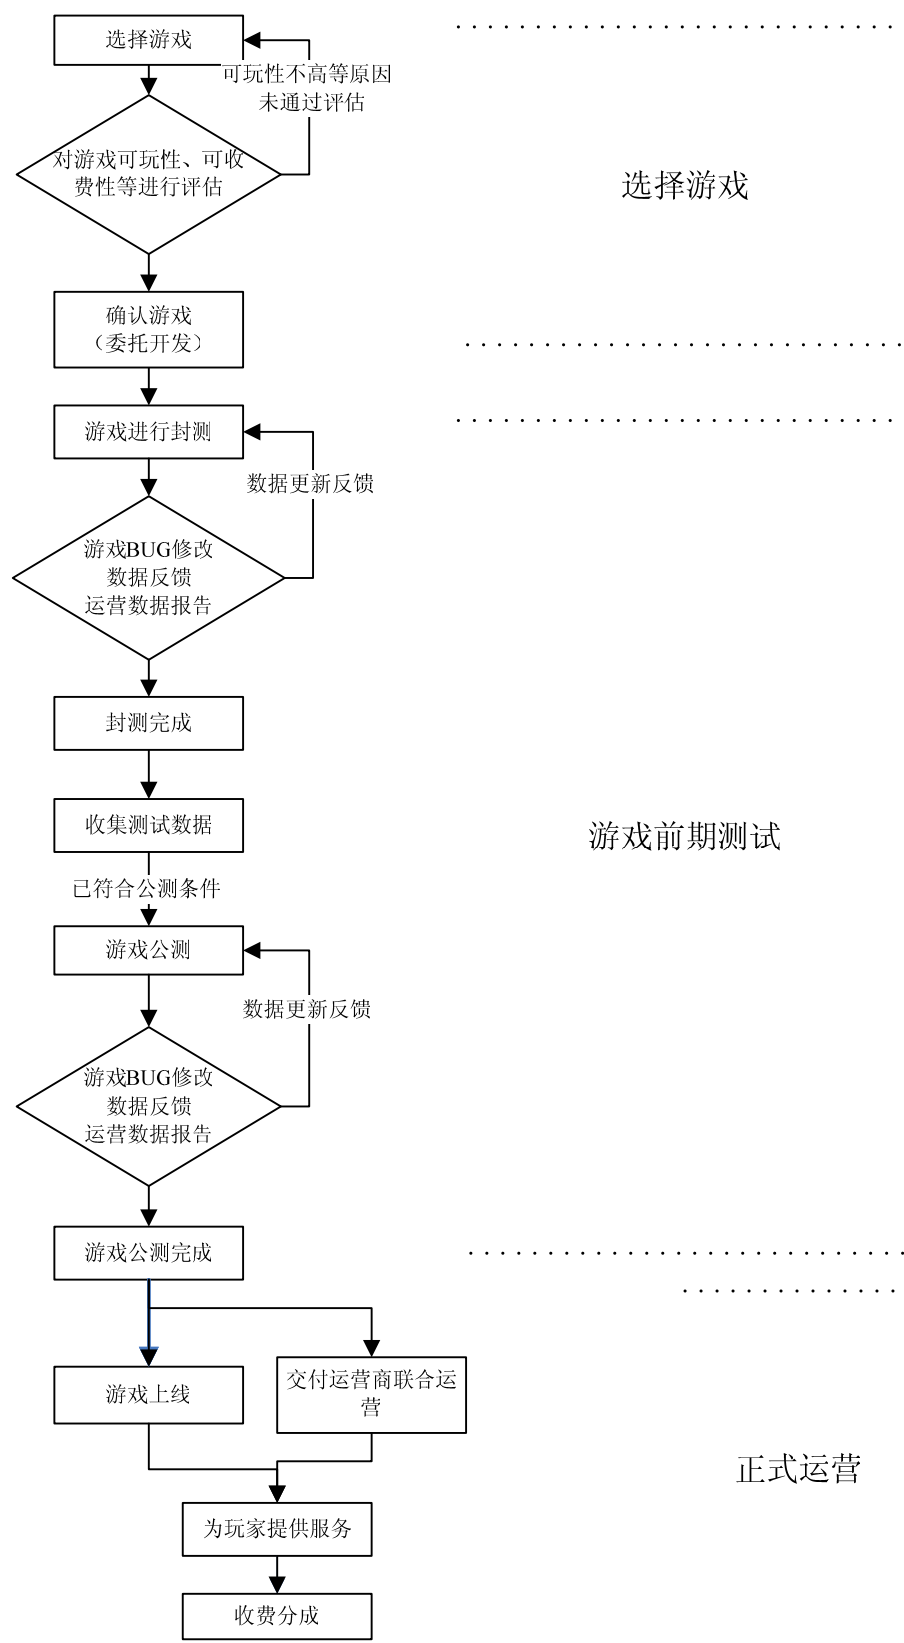 选择游戏
可玩性不高等原因
未通过评估
对游戏可玩性、可收
费性等进行评估
选择游戏
确认游戏
（委托开发）
游戏进行封测
数据更新反馈
游戏BUG修改
数据反馈
运营数据报告
封测完成
收集测试数据
游戏前期测试
已符合公测条件
游戏公测
数据更新反馈
游戏BUG修改
数据反馈
运营数据报告
游戏公测完成
游戏上线
交付运营商联合运
营
正式运营
为玩家提供服务
收费分成